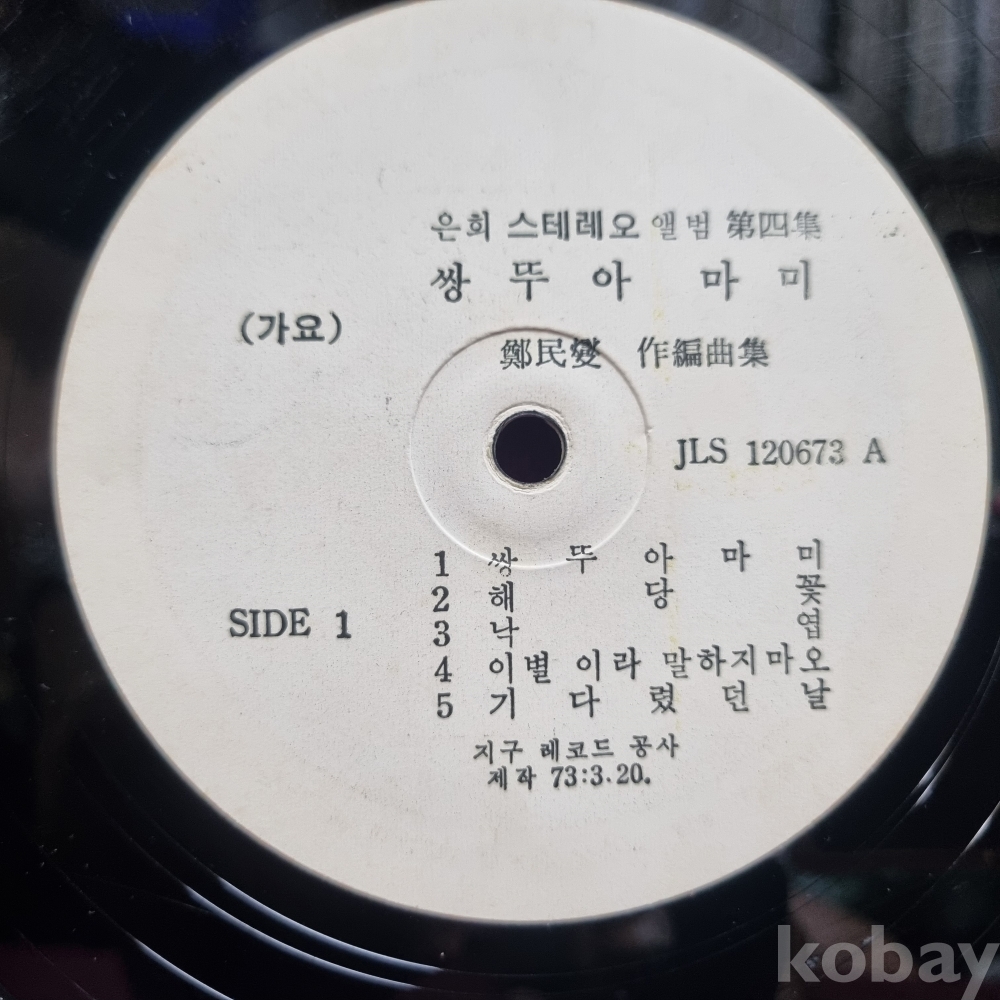 은희 스테레오 앨범 第四集
쌍뚜아 마미
(가요)
鄭民燮 作編曲集
JLS 120673 A
SIDE 1
1 쌍뚜아마미
2 해당꽃
3 낙엽
4 이별 이라 말하지마오
5 기다렸던날
지구 레코드 공사
제작 73:3.20.
kobay